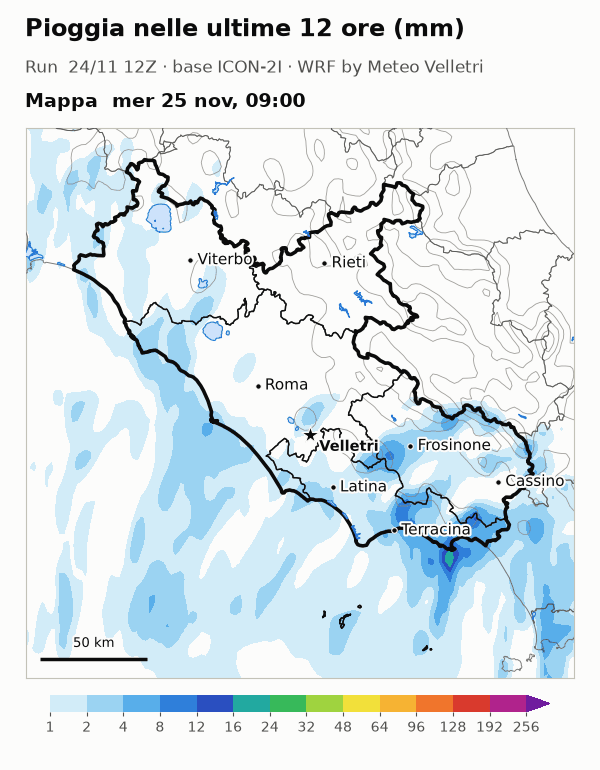 Pioggia nelle ultime 12 ore (mm)
Run  24/11 12Z · base ICON-2I · WRF by Meteo Velletri
Mappa  mer 25 nov, 09:00
Viterbo
Rieti
Roma
Velletri
Frosinone
Latina
Cassino
Terracina
50 km
1 2 4 8 12 16 24 32 48 64 96 128 192 256